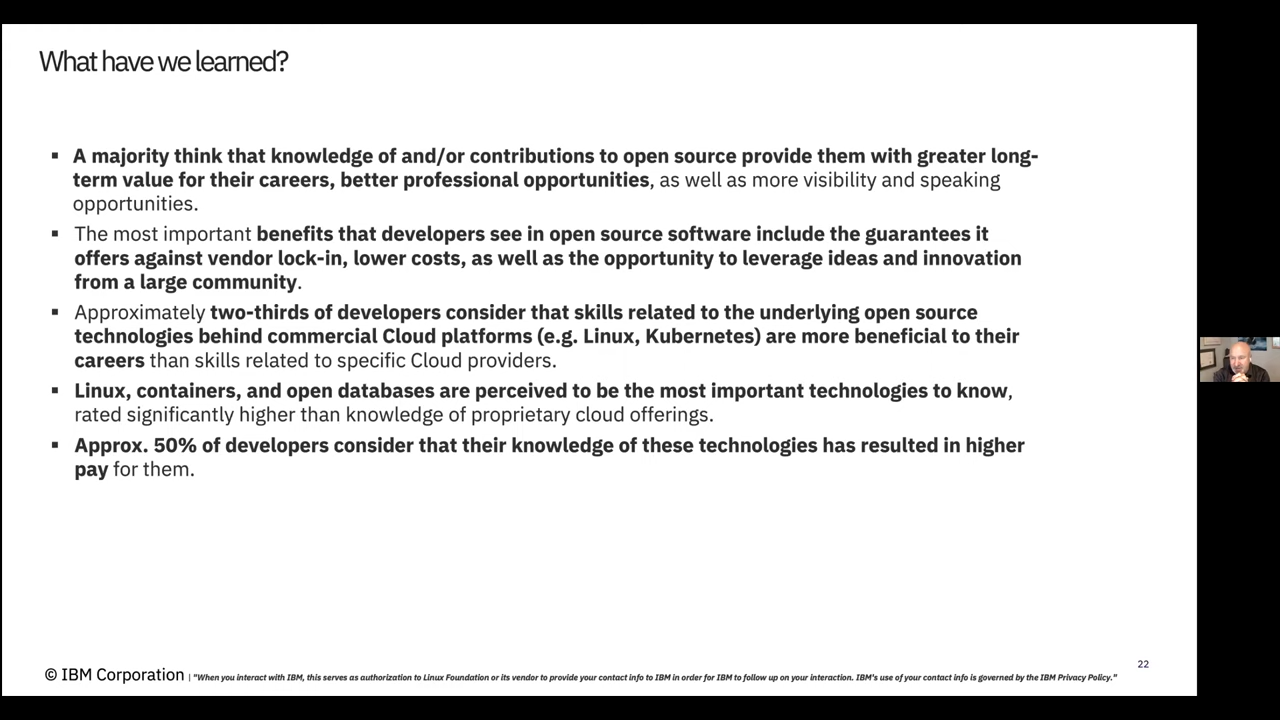 What have we learned?
▪ A majority think that knowledge of and/or contributions to open source provide them with greater long-
term value for their careers, better professional opportunities, as well as more visibility and speaking
opportunities.
▪ The most important benefits that developers see in open source software include the guarantees it
offers against vendor lock-in, lower costs, as well as the opportunity to leverage ideas and innovation
from a large community.
▪ Approximately two-thirds of developers consider that skills related to the underlying open source
technologies behind commercial Cloud platforms (e.g. Linux, Kubernetes) are more beneficial to their
careers than skills related to specific Cloud providers.
▪ Linux, containers, and open databases are perceived to be the most important technologies to know,
rated significantly higher than knowledge of proprietary cloud offerings.
▪ Approx. 50% of developers consider that their knowledge of these technologies has resulted in higher
pay for them.
22
© IBM Corporation | "When you interact with IBM, this serves as authorization to Linux Foundation or its vendor to provide your contact info to IBM in order for IBM to follow up on your interaction. IBM's use of your contact info is governed by the IBM Privacy Policy."